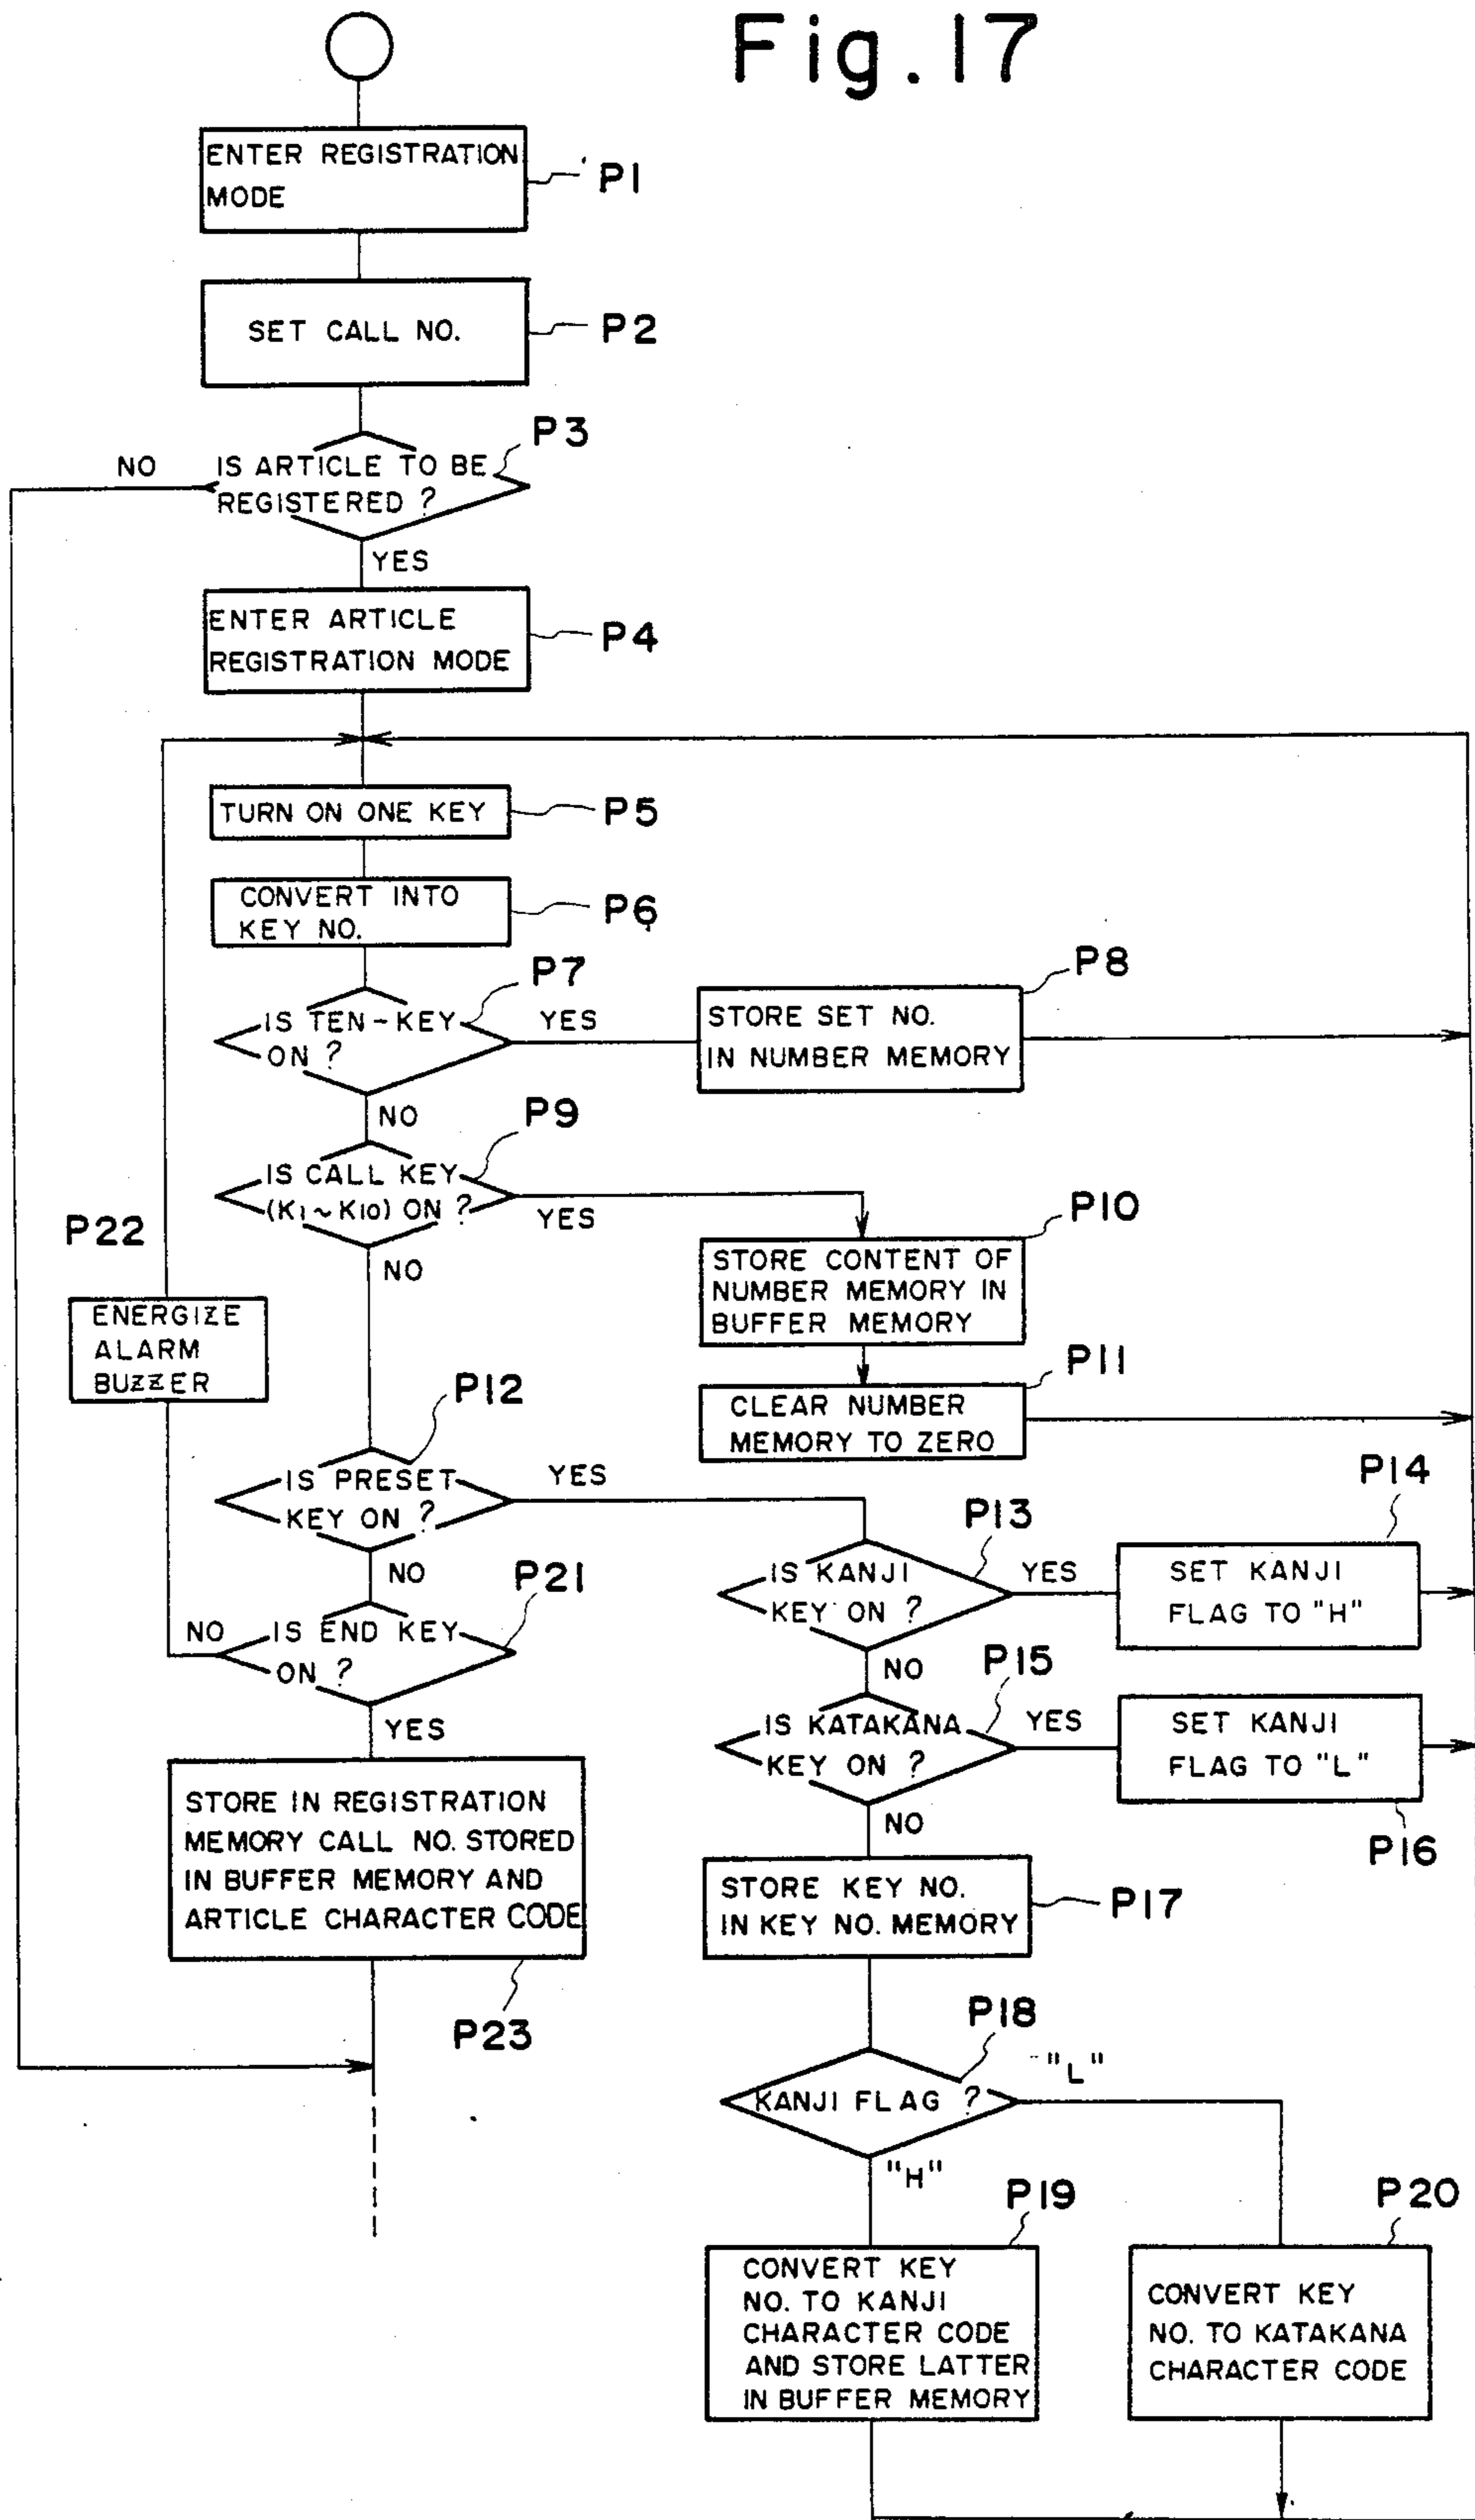 Fig. 17
ENTER REGISTRATION
MODE
P1
SET CALL NO.
P2
P3
NO
IS ARTICLE TO BE
REGISTERED ?
YES
ENTER ARTICLE
REGISTRATION MODE
P4
TURN ON ONE KEY
P5
CONVERT INTO
KEY NO.
P6
P7
IS TEN-KEY
ON ?
YES
P8
STORE SET NO.
IN NUMBER MEMORY
NO
P9
IS CALL KEY
(K1 ~ K10) ON ?
YES
NO
P10
STORE CONTENT OF
NUMBER MEMORY IN
BUFFER MEMORY
P11
CLEAR NUMBER
MEMORY TO ZERO
P22
ENERGIZE
ALARM
BUZZER
P12
IS PRESET
KEY ON ?
YES
NO
P13
IS KANJI
KEY ON ?
YES
P14
SET KANJI
FLAG TO "H"
NO
P15
IS KATAKANA
KEY ON ?
YES
SET KANJI
FLAG TO "L"
P16
NO
P21
NO
IS END KEY
ON ?
YES
STORE IN REGISTRATION
MEMORY CALL NO. STORED
IN BUFFER MEMORY AND
ARTICLE CHARACTER CODE
P23
STORE KEY NO.
IN KEY NO. MEMORY
P17
P18
KANJI FLAG ?
"L"
"H"
P19
CONVERT KEY
NO. TO KANJI
CHARACTER CODE
AND STORE LATTER
IN BUFFER MEMORY
P20
CONVERT KEY
NO. TO KATAKANA
CHARACTER CODE